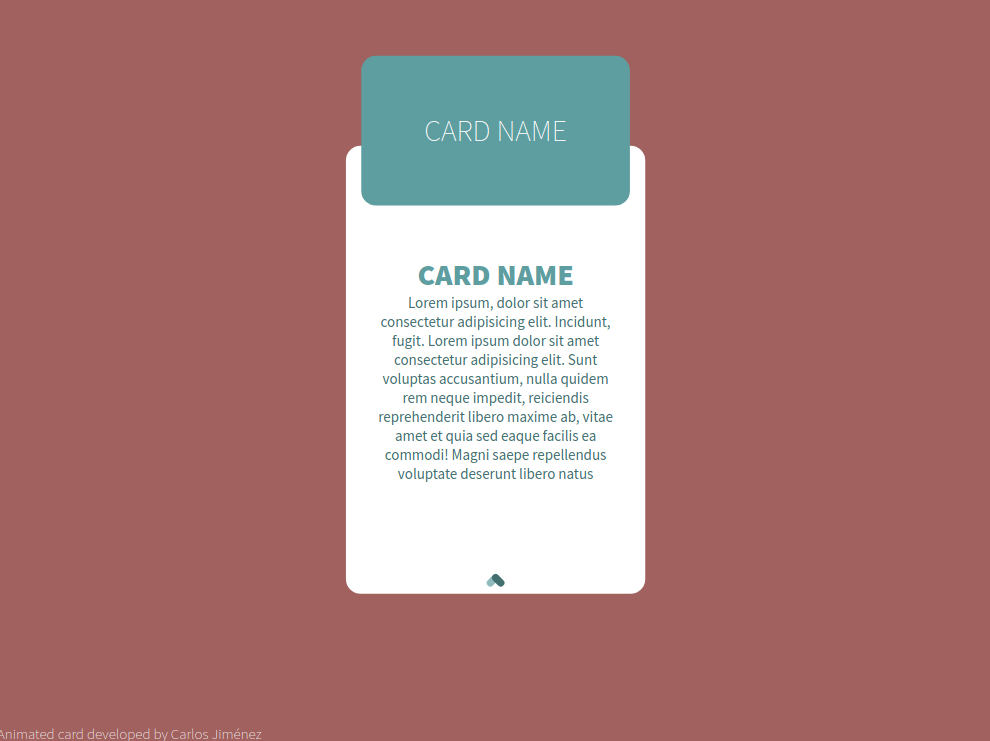 CARD NAME
CARD NAME
Lorem ipsum, dolor sit amet
consectetur adipisicing elit. Incidunt,
fugit. Lorem ipsum dolor sit amet
consectetur adipisicing elit. Sunt
voluptas accusantium, nulla quidem
rem neque impedit, reiciendis
reprehenderit libero maxime ab, vitae
amet et quia sed eaque facilis ea
commodi! Magni saepe repellendus
voluptate deserunt libero natus
Animated card developed by Carlos Jiménez